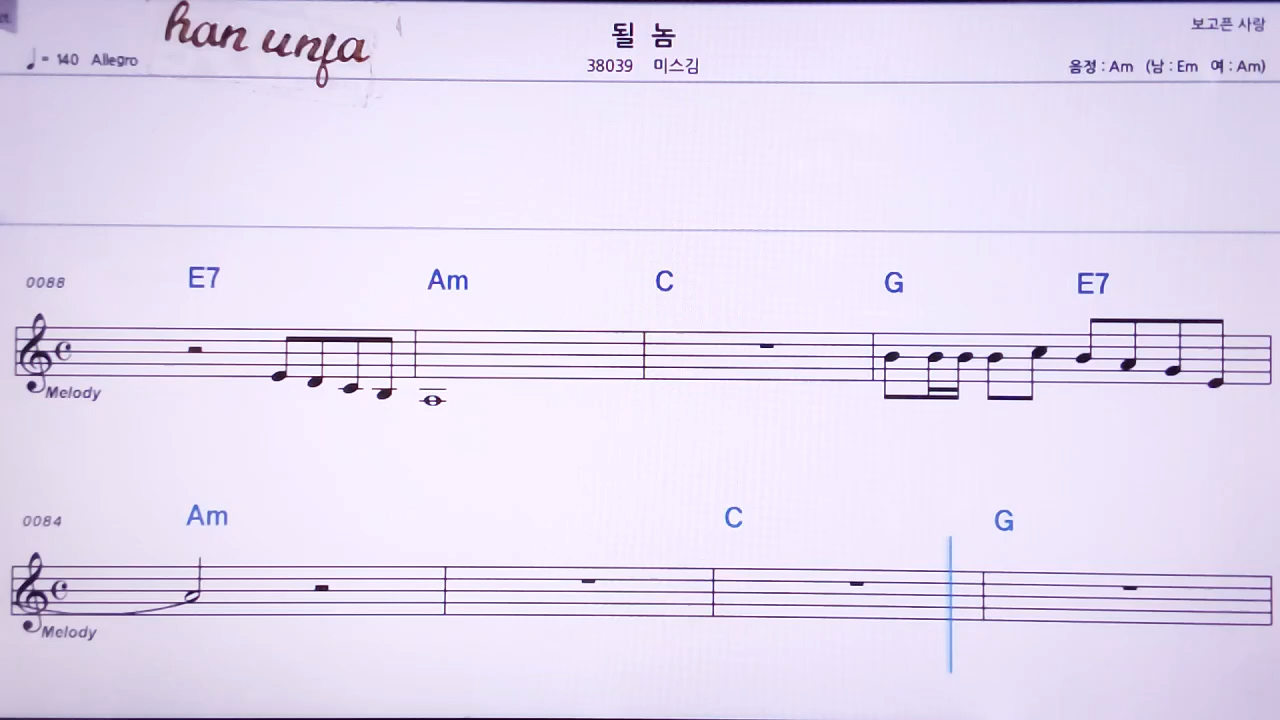 han unja
될 놈
보고픈 사랑
= 140 Allegro
38039 미스김
음정 : Am (남 : Em 여 : Am)
0088 E7 Am C G E7
Melody
0084 Am C G
Melody